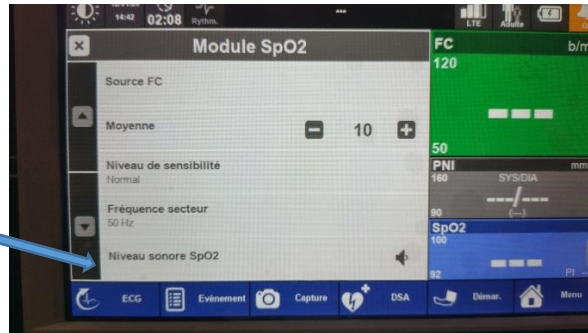 14:42 02:08 Rythm. --- LTE Adulte
Module SpO2
Source FC
Moyenne 10
Niveau de sensibilité
Normal
Fréquence secteur
50 Hz
Niveau sonore SpO2
FC b/m
120
---
50
PNI mm
160 SYS/DIA
---/---
90 (---)
SpO2
100
---
92 PI
ECG Evénement Capture DSA Démar. Menu